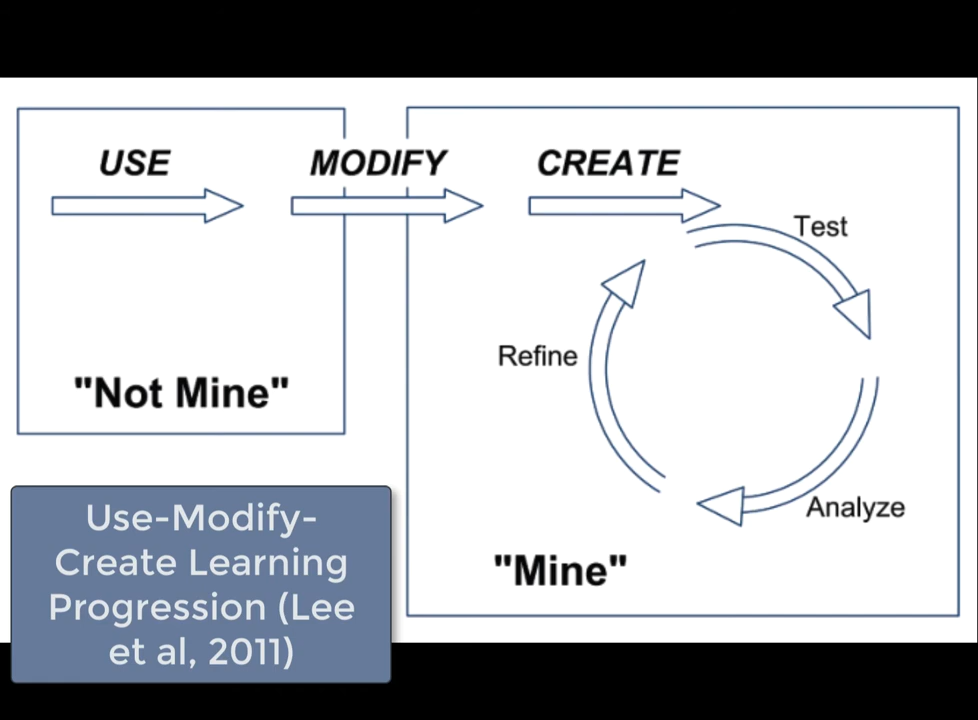 USE
MODIFY
CREATE
Test
Refine
"Not Mine"
Analyze
"Mine"
Use-Modify-
Create Learning
Progression (Lee
et al, 2011)